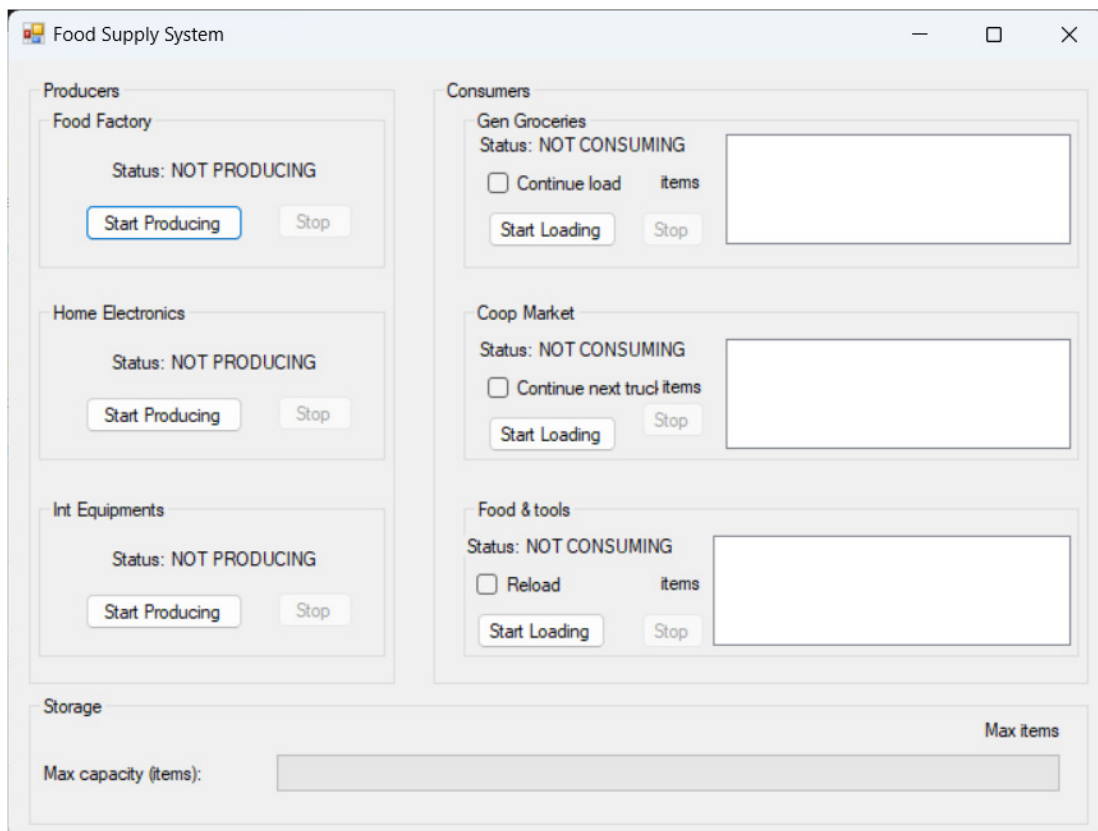 Food Supply System
Producers
Food Factory
Status: NOT PRODUCING
Start Producing
Stop
Home Electronics
Status: NOT PRODUCING
Start Producing
Stop
Int Equipments
Status: NOT PRODUCING
Start Producing
Stop
Consumers
Gen Groceries
Status: NOT CONSUMING
Continue load items
Start Loading
Stop
Coop Market
Status: NOT CONSUMING
Continue next truck items
Stop
Start Loading
Food & tools
Status: NOT CONSUMING
Reload items
Start Loading
Stop
Storage
Max items
Max capacity (items):